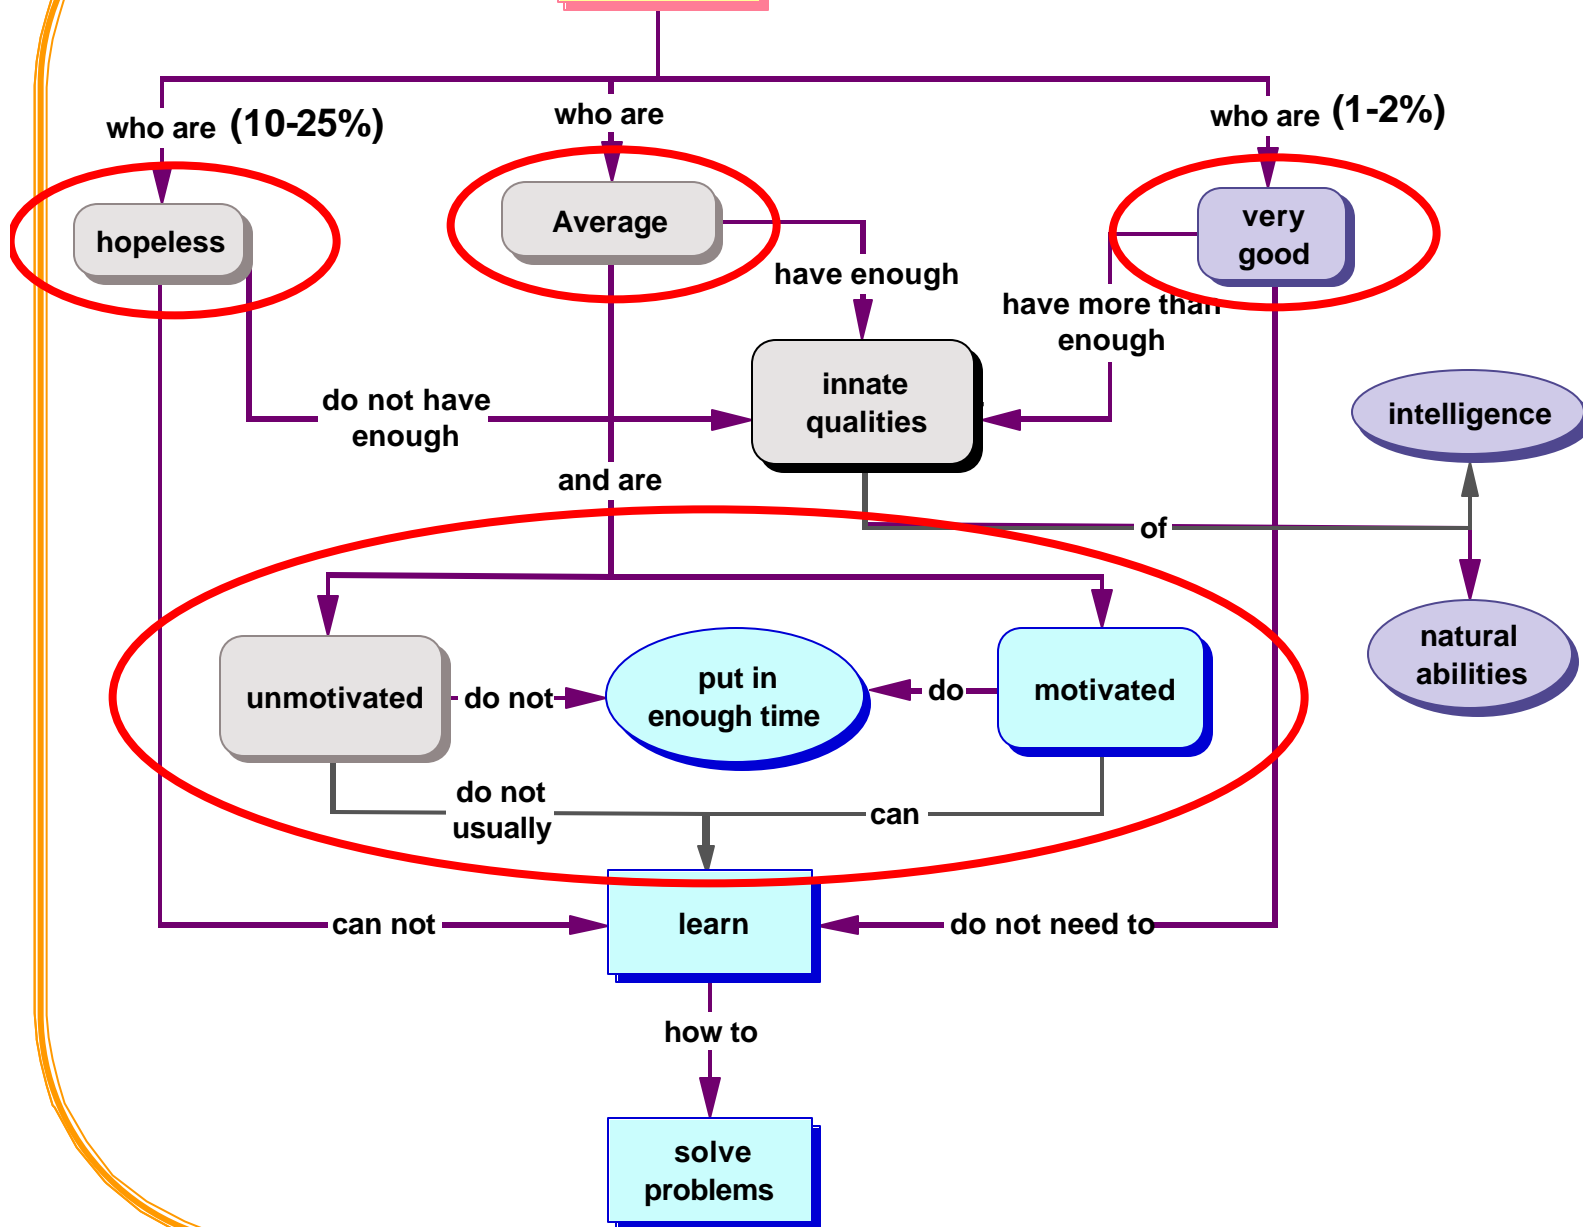 who are (10-25%)
who are
who are (1-2%)
hopeless
Average
very
good
have enough
have more than
enough
innate
qualities
do not have
enough
intelligence
and are
of
natural
abilities
unmotivated
do not
put in
enough time
do
motivated
do not
usually
can
can not
learn
do not need to
how to
solve
problems